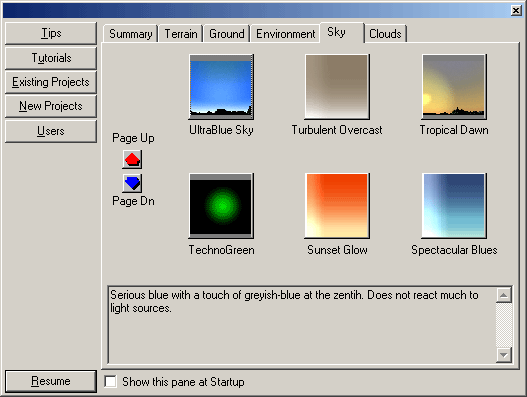 Tips
Tutorials
Existing Projects
New Projects
Users
Summary Terrain Ground Environment Sky Clouds
UltraBlue Sky Turbulent Overcast Tropical Dawn
Page Up
Page Dn
TechnoGreen Sunset Glow Spectacular Blues
Serious blue with a touch of greyish-blue at the zentih. Does not react much to
light sources.
Resume Show this pane at Startup